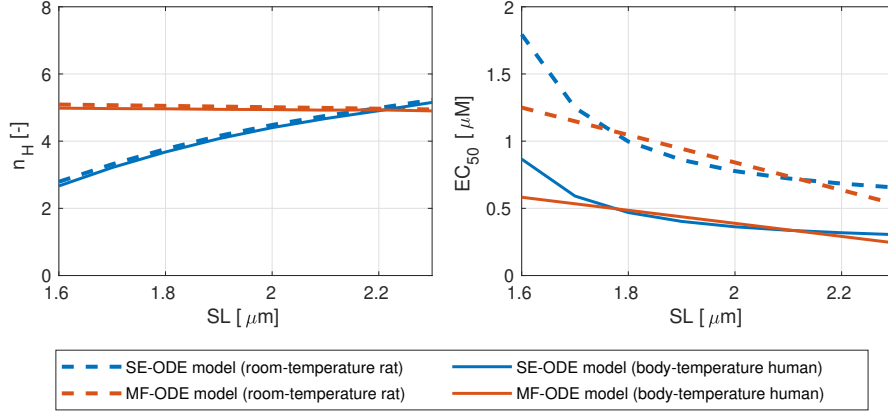 8
6
4
2
0
n_H [-]
1.6
1.8
2
2.2
SL [ μm]
2
1.5
1
0.5
0
EC_50 [ μM]
1.6
1.8
2
2.2
SL [ μm]
SE-ODE model (room-temperature rat)
SE-ODE model (body-temperature human)
MF-ODE model (room-temperature rat)
MF-ODE model (body-temperature human)